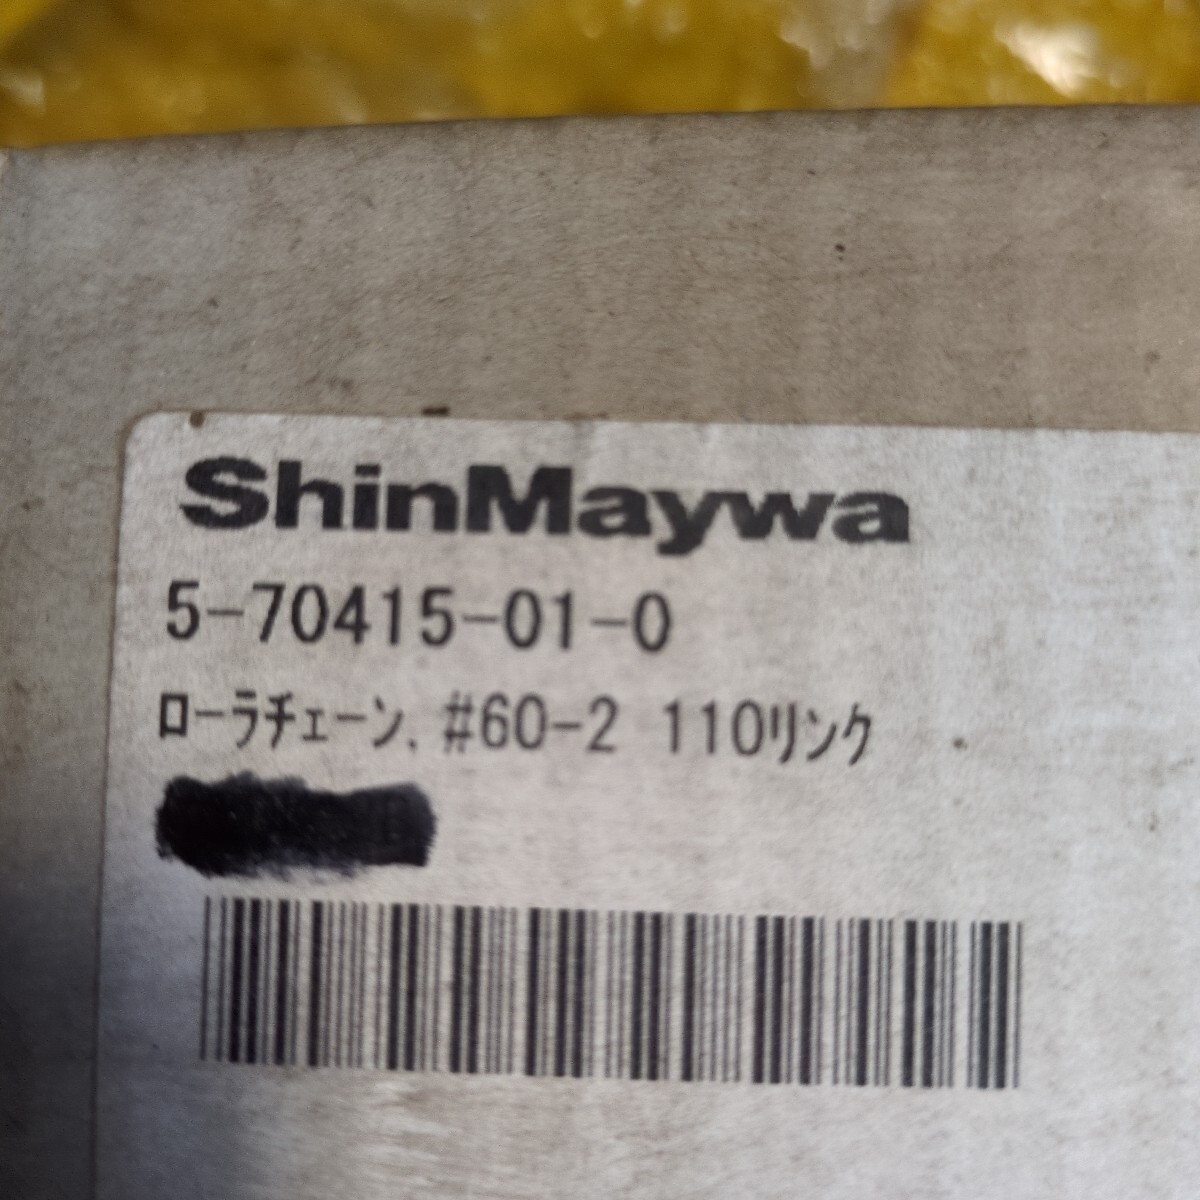 ShinMaywa
5-70415-01-0
ﾛｰﾗﾁｪｰﾝ, #60-2 110ﾘﾝｸ